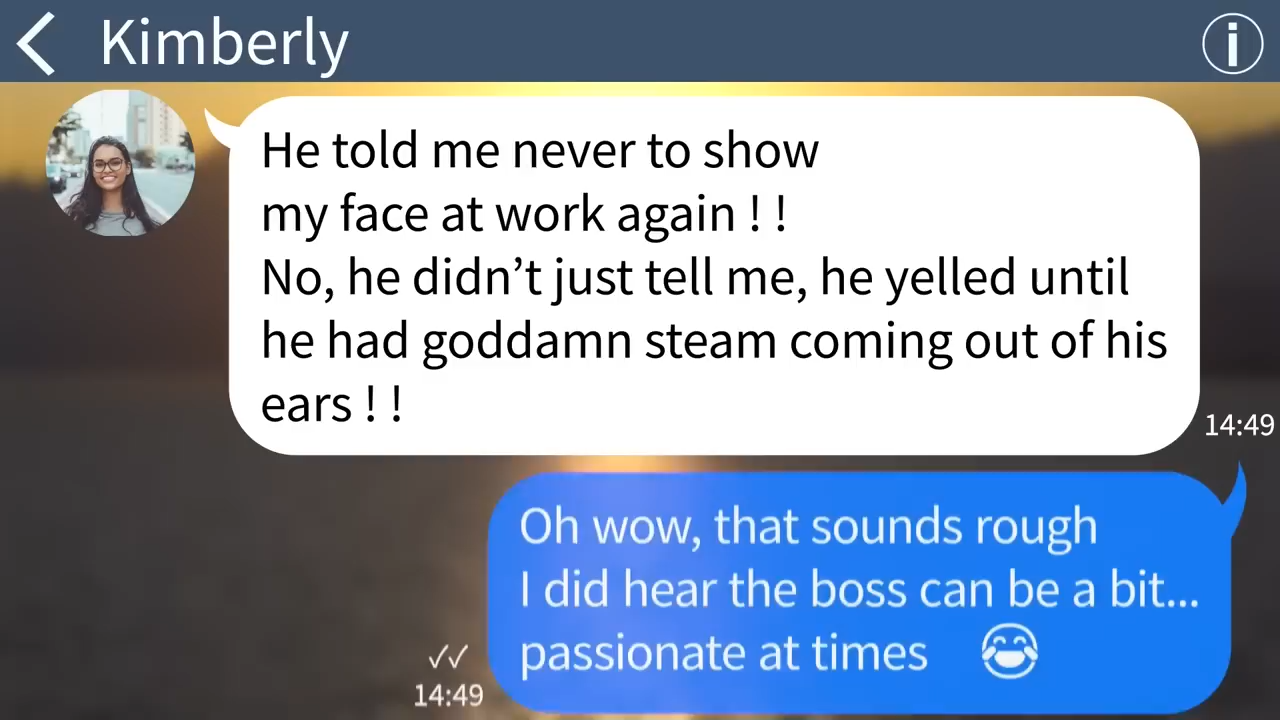 Kimberly
He told me never to show
my face at work again ! !
No, he didn’t just tell me, he yelled until
he had goddamn steam coming out of his
ears ! !
14:49
Oh wow, that sounds rough
I did hear the boss can be a bit...
passionate at times 😂
14:49